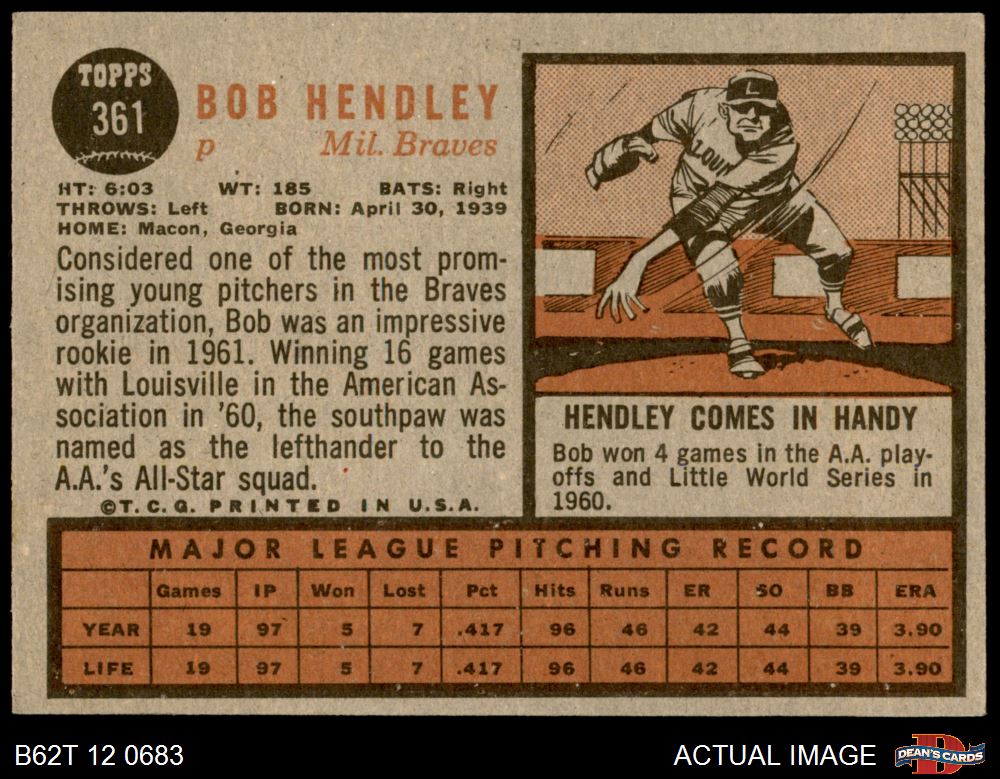 TOPPS
361
BOB HENDLEY
p Mil. Braves
HT: 6:03 WT: 185 BATS: Right
THROWS: Left BORN: April 30, 1939
HOME: Macon, Georgia
Considered one of the most prom-
ising young pitchers in the Braves
organization, Bob was an impressive
rookie in 1961. Winning 16 games
with Louisville in the American As-
sociation in '60, the southpaw was
named as the lefthander to the
A.A.'s All-Star squad.
©T. C. G. PRINTED IN U.S.A.
L
LOUI
HENDLEY COMES IN HANDY
Bob won 4 games in the A.A. play-
offs and Little World Series in
1960.
MAJOR LEAGUE PITCHING RECORD
Games IP Won Lost Pct Hits Runs ER SO BB ERA
YEAR 19 97 5 7 .417 96 46 42 44 39 3.90
LIFE 19 97 5 7 .417 96 46 42 44 39 3.90
B62T 12 0683 ACTUAL IMAGE
DEAN'S CARDS